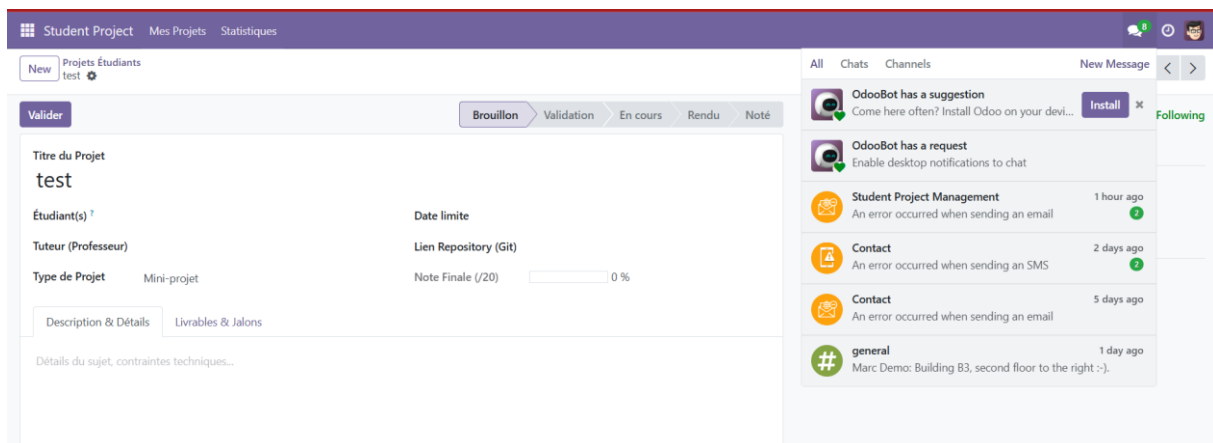 Student Project Mes Projets Statistiques 8
New Projets Étudiants
test
All Chats Channels New Message
Valider Brouillon Validation En cours Rendu Noté
OdooBot has a suggestion
Come here often? Install Odoo on your devi... Install
Following
OdooBot has a request
Enable desktop notifications to chat
Titre du Projet
test
Student Project Management 1 hour ago
An error occurred when sending an email 2
Étudiant(s) ? Date limite
Tuteur (Professeur) Lien Repository (Git)
Contact 2 days ago
An error occurred when sending an SMS 2
Type de Projet Mini-projet Note Finale (/20) 0 %
Contact 5 days ago
An error occurred when sending an email
Description & Détails Livrables & Jalons
general 1 day ago
Marc Demo: Building B3, second floor to the right :-).
Détails du sujet, contraintes techniques...